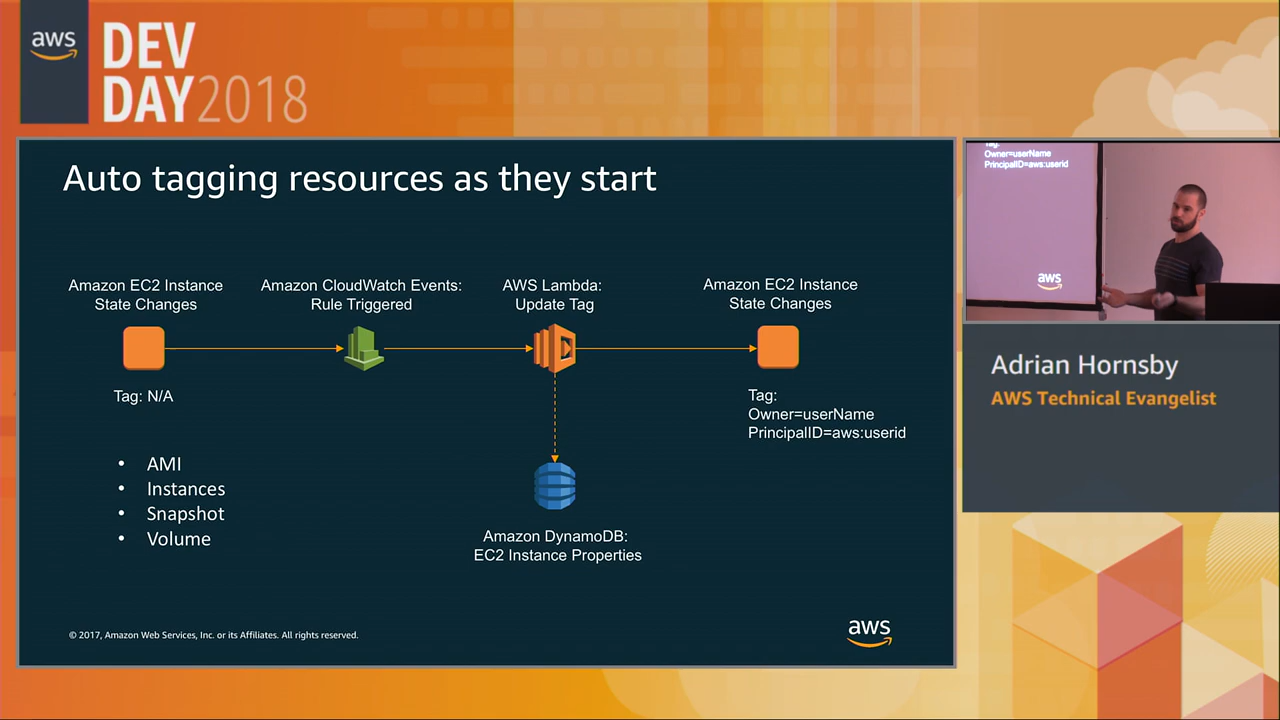 aws
DEV
DAY2018
Auto tagging resources as they start
Amazon EC2 Instance
State Changes
Amazon CloudWatch Events:
Rule Triggered
AWS Lambda:
Update Tag
Amazon EC2 Instance
State Changes
Tag: N/A
Tag:
Owner=userName
PrincipalID=aws:userid
• AMI
• Instances
• Snapshot
• Volume
Amazon DynamoDB:
EC2 Instance Properties
© 2017, Amazon Web Services, Inc. or its Affiliates. All rights reserved.
aws
Tag:
Owner=userName
PrincipalID=aws:userid
aws
Adrian Hornsby
AWS Technical Evangelist